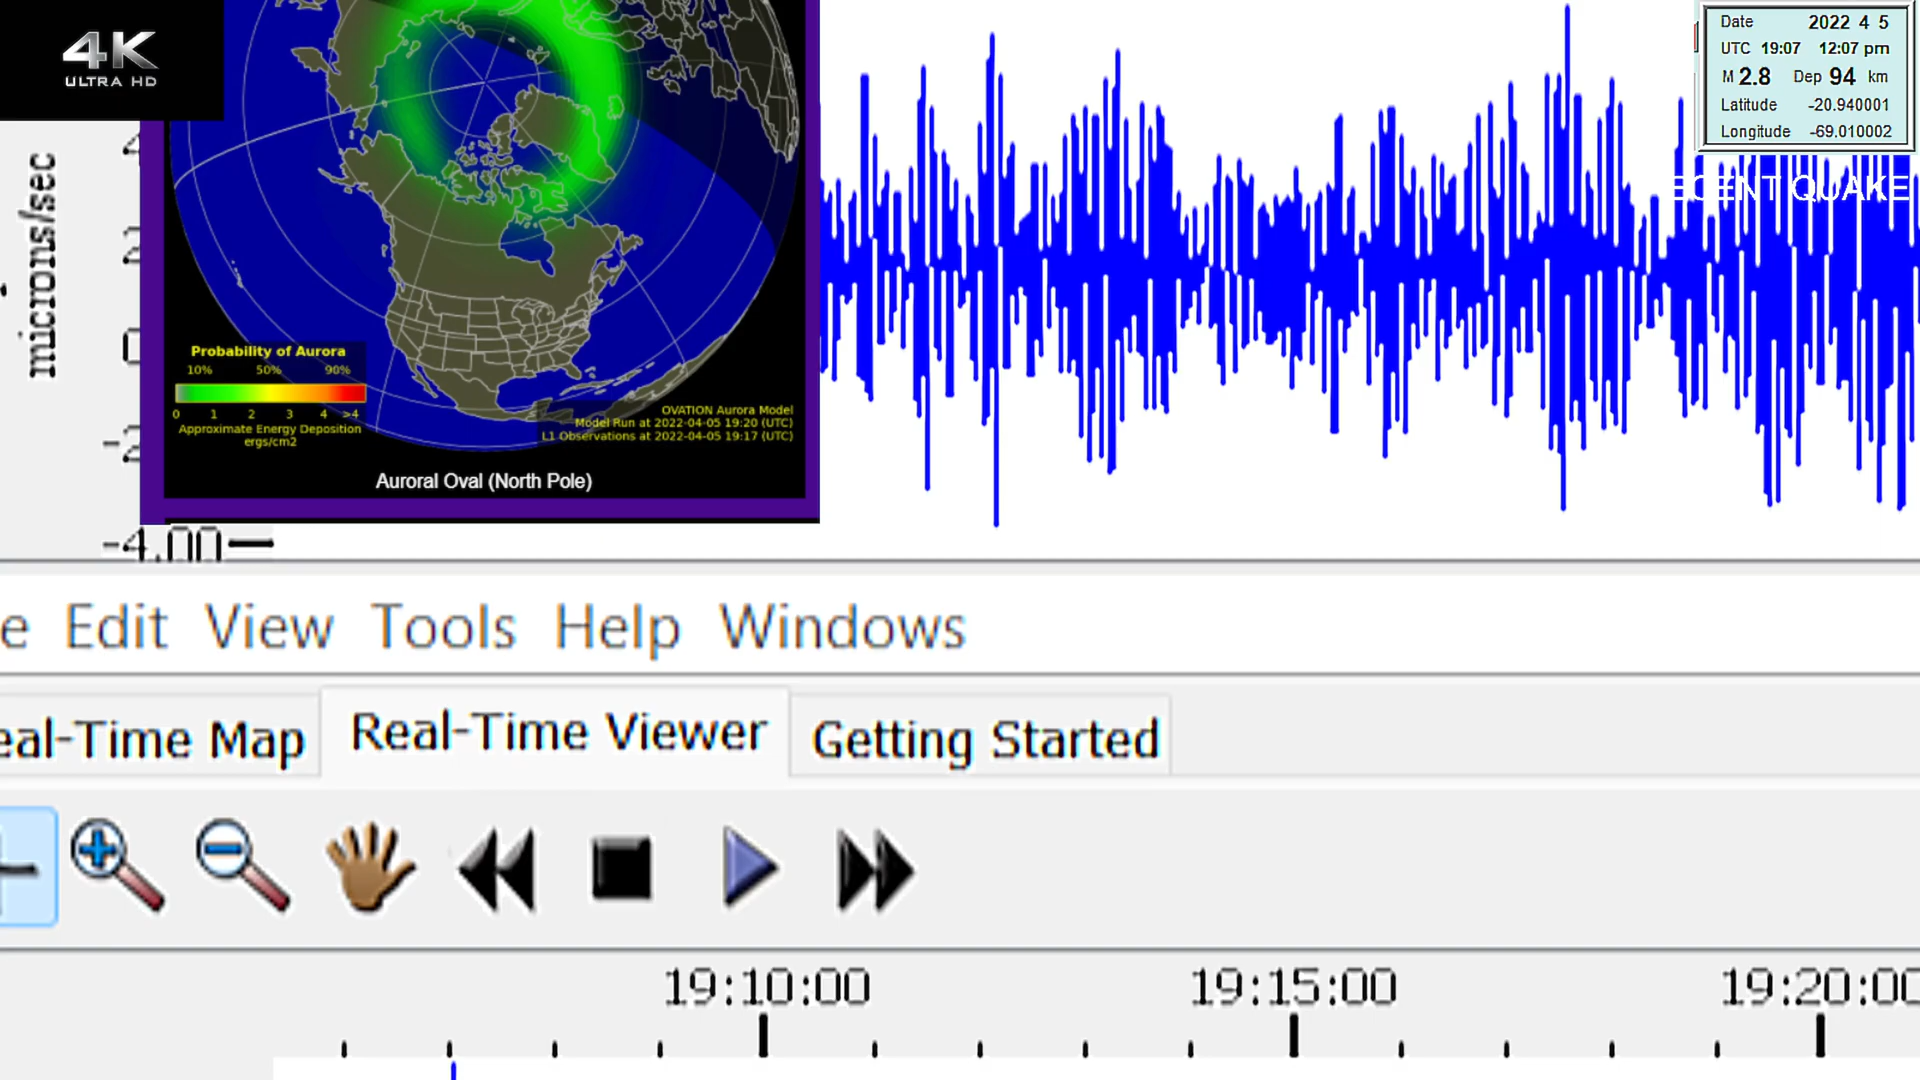 4K
ULTRA HD
Date 2022 4 5
UTC 19:07 12:07 pm
M 2.8 Dep 94 km
Latitude -20.940001
Longitude -69.010002
ECENT QUAKE
microns/sec
-4.00
Probability of Aurora
10% 50% 90%
0 1 2 3 4 >4
Approximate Energy Deposition
ergs/cm2
OVATION Aurora Model
Model Run at 2022-04-05 19:20 (UTC)
L1 Observations at 2022-04-05 19:17 (UTC)
Auroral Oval (North Pole)
e Edit View Tools Help Windows
eal-Time Map Real-Time Viewer Getting Started
19:10:00 19:15:00 19:20:00